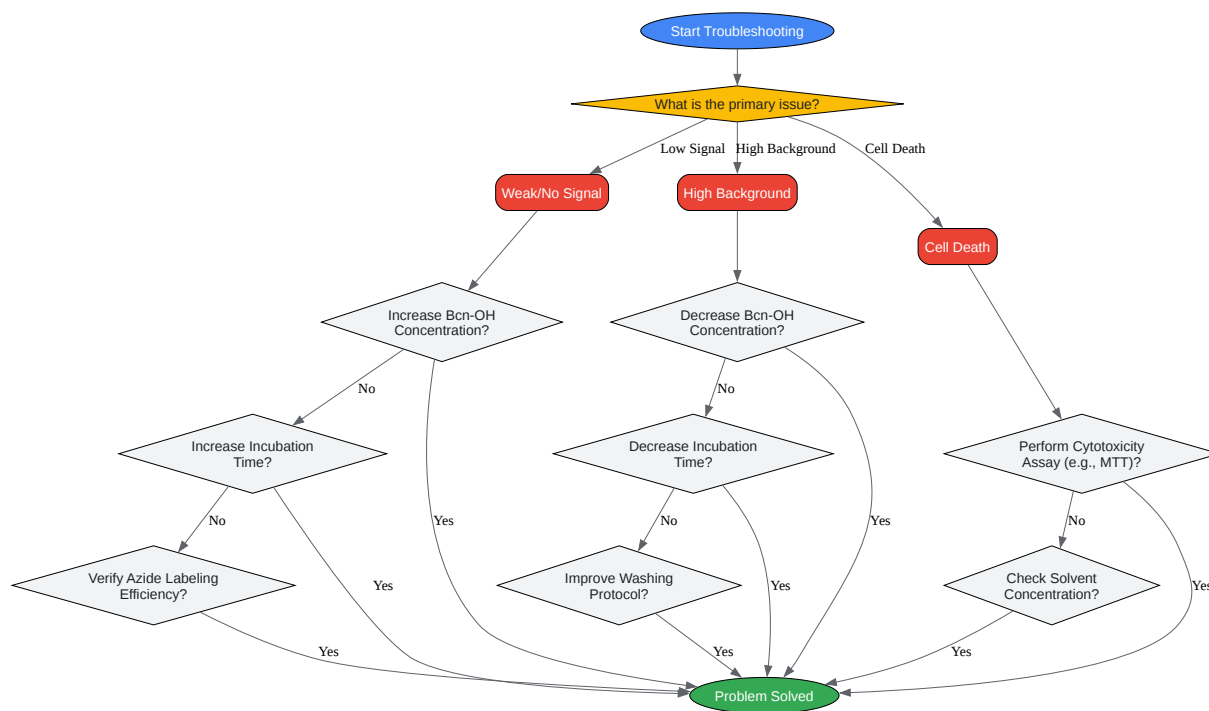 Start Troubleshooting
What is the primary issue?
Low Signal
High Background
Cell Death
Weak/No Signal
High Background
Cell Death
Increase Bcn-OH
Concentration?
Decrease Bcn-OH
Concentration?
No
No
Increase Incubation
Time?
Decrease Incubation
Time?
Perform Cytotoxicity
Assay (e.g., MTT)?
No
Yes
No
Yes
No
Verify Azide Labeling
Efficiency?
Yes
Improve Washing
Protocol?
Yes
Check Solvent
Concentration?
Yes
Yes
Yes
Yes
Problem Solved